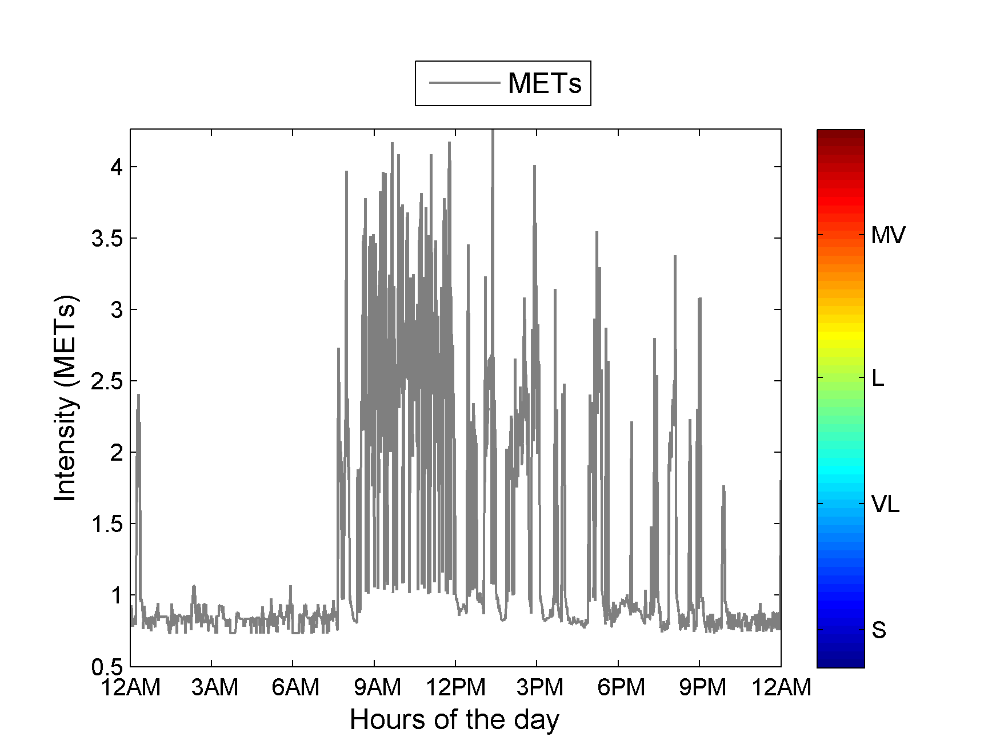 METs
4
3.5
3
2.5
2
1.5
1
0.5
Intensity (METs)
12AM 3AM 6AM 9AM 12PM 3PM 6PM 9PM 12AM
Hours of the day
MV
L
VL
S